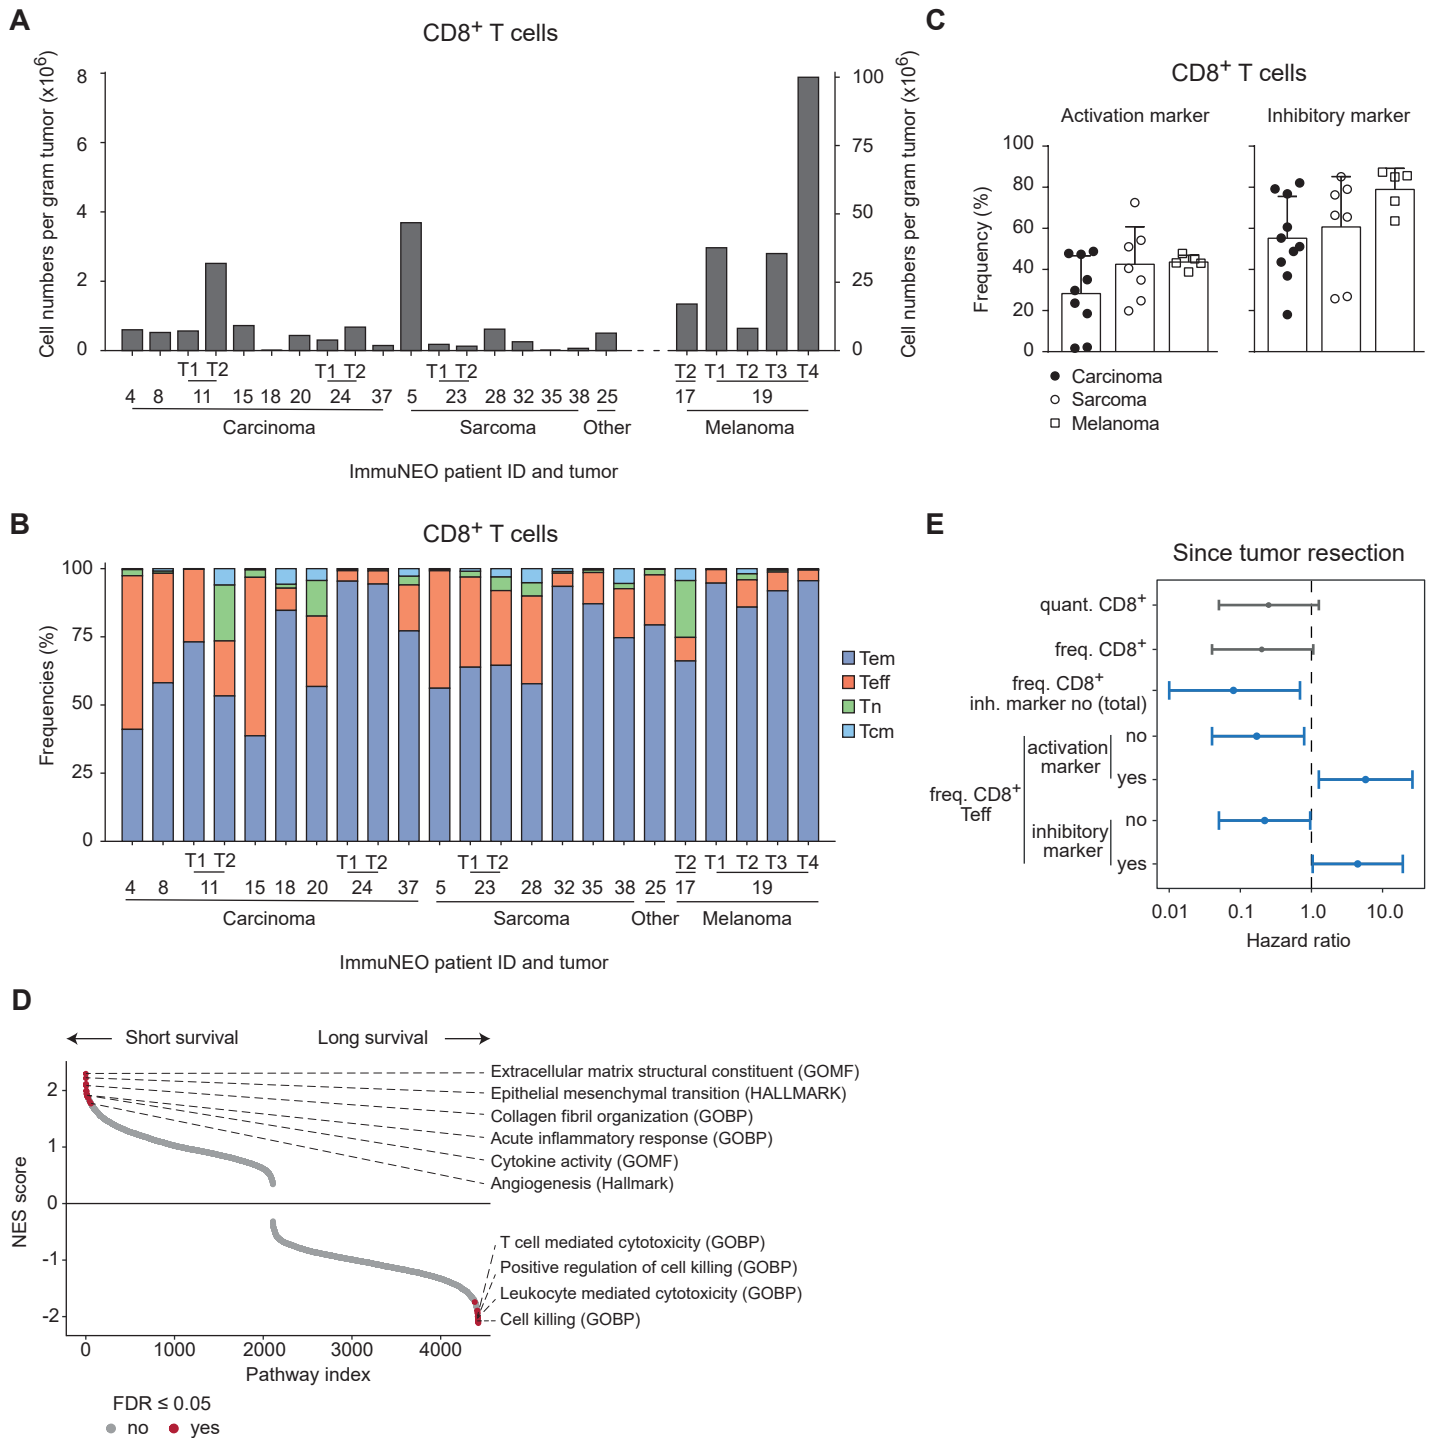 A
CD8+ T cells
Cell numbers per gram tumor (x10^6)
8
6
4
2
0
100
75
50
25
0
Cell numbers per gram tumor (x10^6)
T1 T2 T1 T2 T1 T2 T2 T1 T2 T3 T4
4 8 11 15 18 20 24 37 5 23 28 32 35 38 25 17 19
Carcinoma Sarcoma Other Melanoma
ImmuNEO patient ID and tumor
B
CD8+ T cells
Frequencies (%)
100
75
50
25
0
Tem
Teff
Tn
Tcm
T1 T2 T1 T2 T1 T2 T2 T1 T2 T3 T4
4 8 11 15 18 20 24 37 5 23 28 32 35 38 25 17 19
Carcinoma Sarcoma Other Melanoma
ImmuNEO patient ID and tumor
C
CD8+ T cells
Activation marker Inhibitory marker
Frequency (%)
100
80
60
40
20
0
Carcinoma
Sarcoma
Melanoma
D
Short survival Long survival
NES score
2
1
0
-1
-2
Extracellular matrix structural constituent (GOMF)
Epithelial mesenchymal transition (HALLMARK)
Collagen fibril organization (GOBP)
Acute inflammatory response (GOBP)
Cytokine activity (GOMF)
Angiogenesis (Hallmark)
T cell mediated cytotoxicity (GOBP)
Positive regulation of cell killing (GOBP)
Leukocyte mediated cytotoxicity (GOBP)
Cell killing (GOBP)
0 1000 2000 3000 4000
Pathway index
FDR ≤ 0.05
no yes
E
Since tumor resection
quant. CD8+
freq. CD8+
freq. CD8+
inh. marker no (total)
freq. CD8+
Teff
activation
marker
no
yes
inhibitory
marker
no
yes
0.01 0.1 1.0 10.0
Hazard ratio